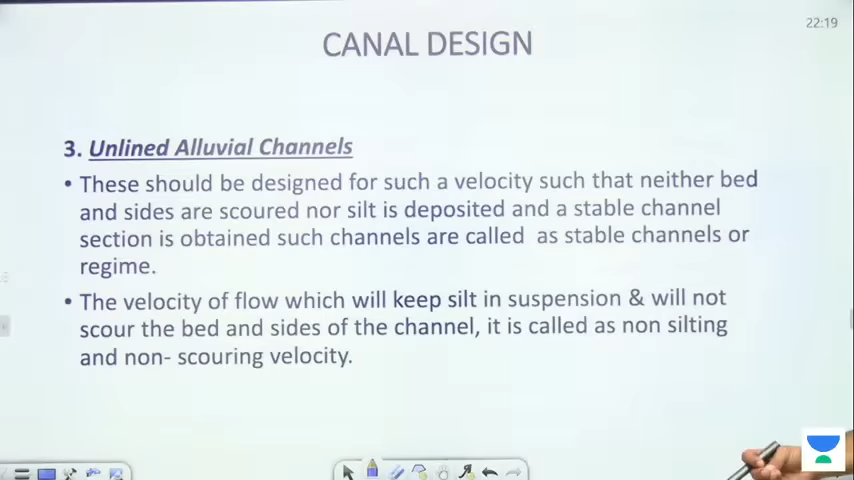 22:19
CANAL DESIGN
3. Unlined Alluvial Channels
• These should be designed for such a velocity such that neither bed
and sides are scoured nor silt is deposited and a stable channel
section is obtained such channels are called as stable channels or
regime.
• The velocity of flow which will keep silt in suspension & will not
scour the bed and sides of the channel, it is called as non silting
and non- scouring velocity.